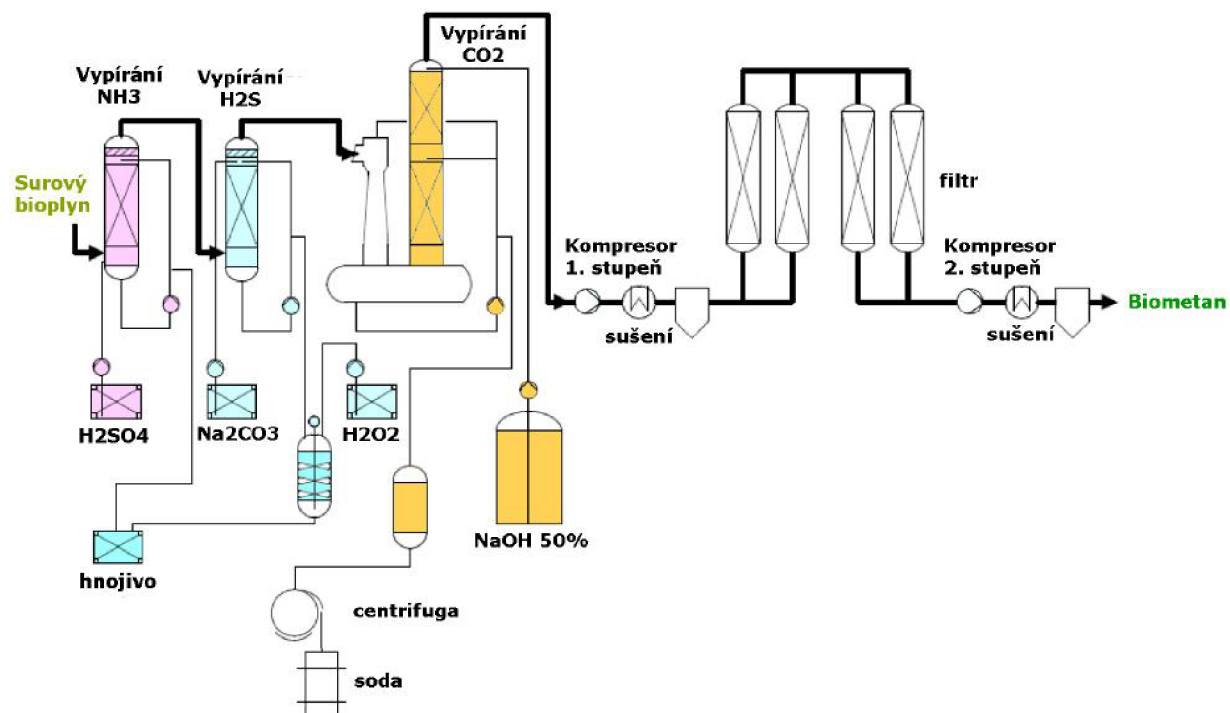 Vypírání
CO2
Vypírání
NH3
Vypírání
H2S
Surový
bioplyn
filtr
Kompresor
1. stupeň
Kompresor
2. stupeň
Biometan
sušení
sušení
H2SO4
Na2CO3
H2O2
NaOH 50%
hnojivo
centrifuga
soda